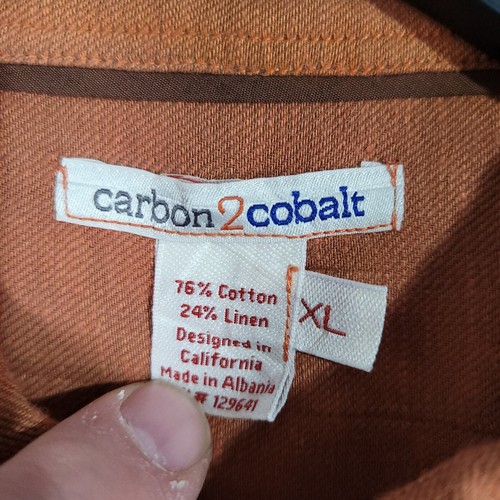 carbon2cobalt
76% Cotton
24% Linen
XL
Designed in
California
Made in Albania
# 129641